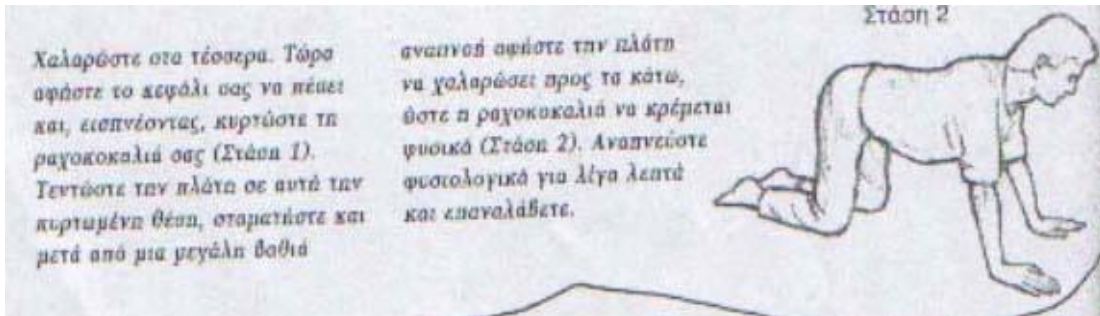 Χαλαρώστε στα τέσσερα. Τώρα
αφήστε το κεφάλι σας να πέσει
και, εισπνέοντας, κυρτώστε τη
ραχοκοκαλιά σας (Στάση 1).
Τεντώστε την πλάτη σε αυτή την
κυρτωμένη θέση, σταματήστε και
μετά από μια μεγάλη βαθιά
αναπνοή αφήστε την πλάτη
να χαλαρώσει προς τα κάτω,
ώστε η ραχοκοκαλιά να κρέμεται
φυσικά (Στάση 2). Αναπνεύστε
φυσιολογικά για λίγα λεπτά
και επαναλάβετε.
Στάση 2